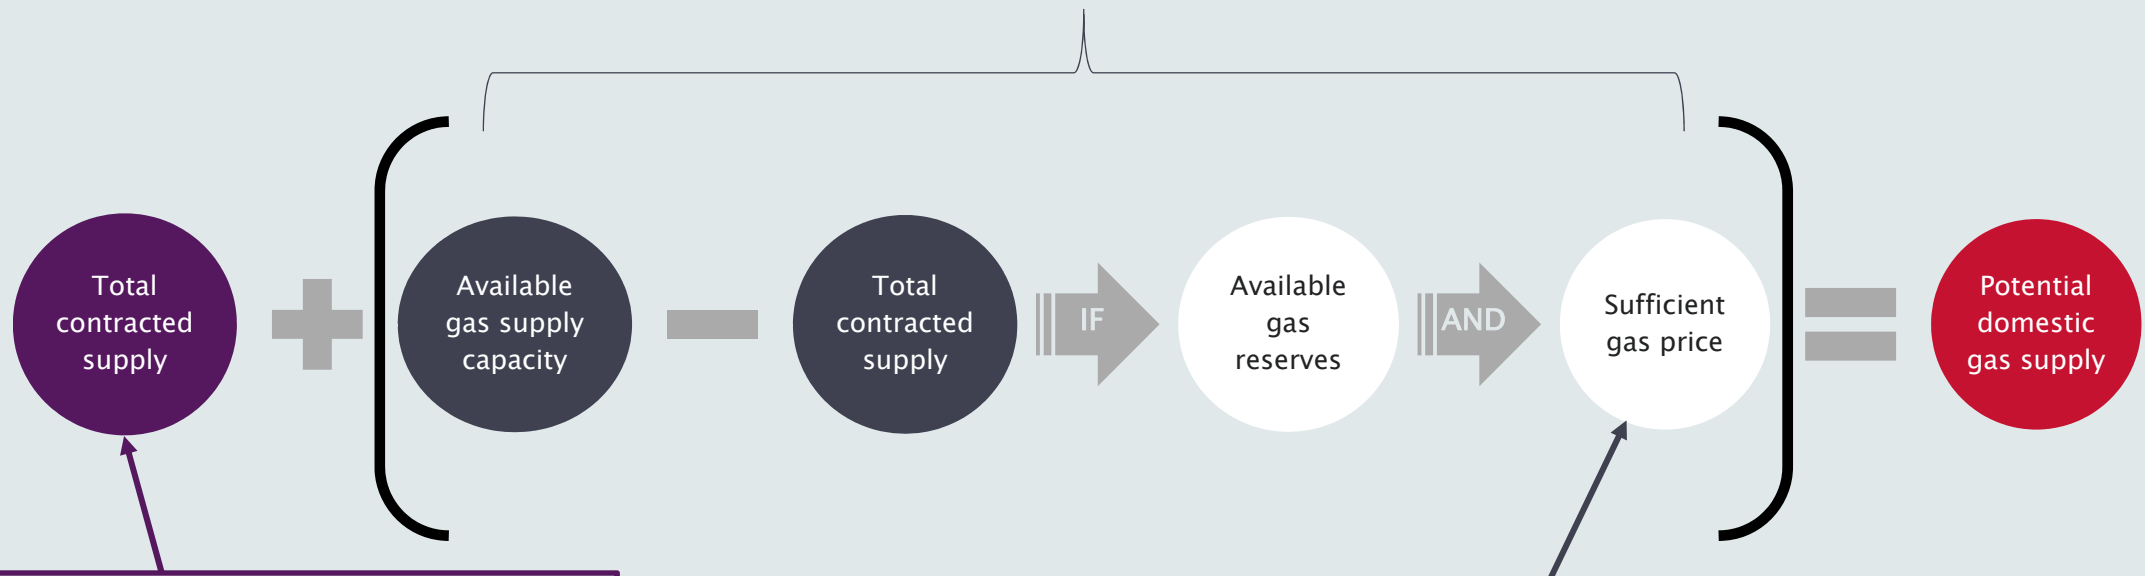 Total
contracted
supply
Available
gas supply
capacity
Total
contracted
supply
IF
Available
gas
reserves
AND
Sufficient
gas price
Potential
domestic
gas supply